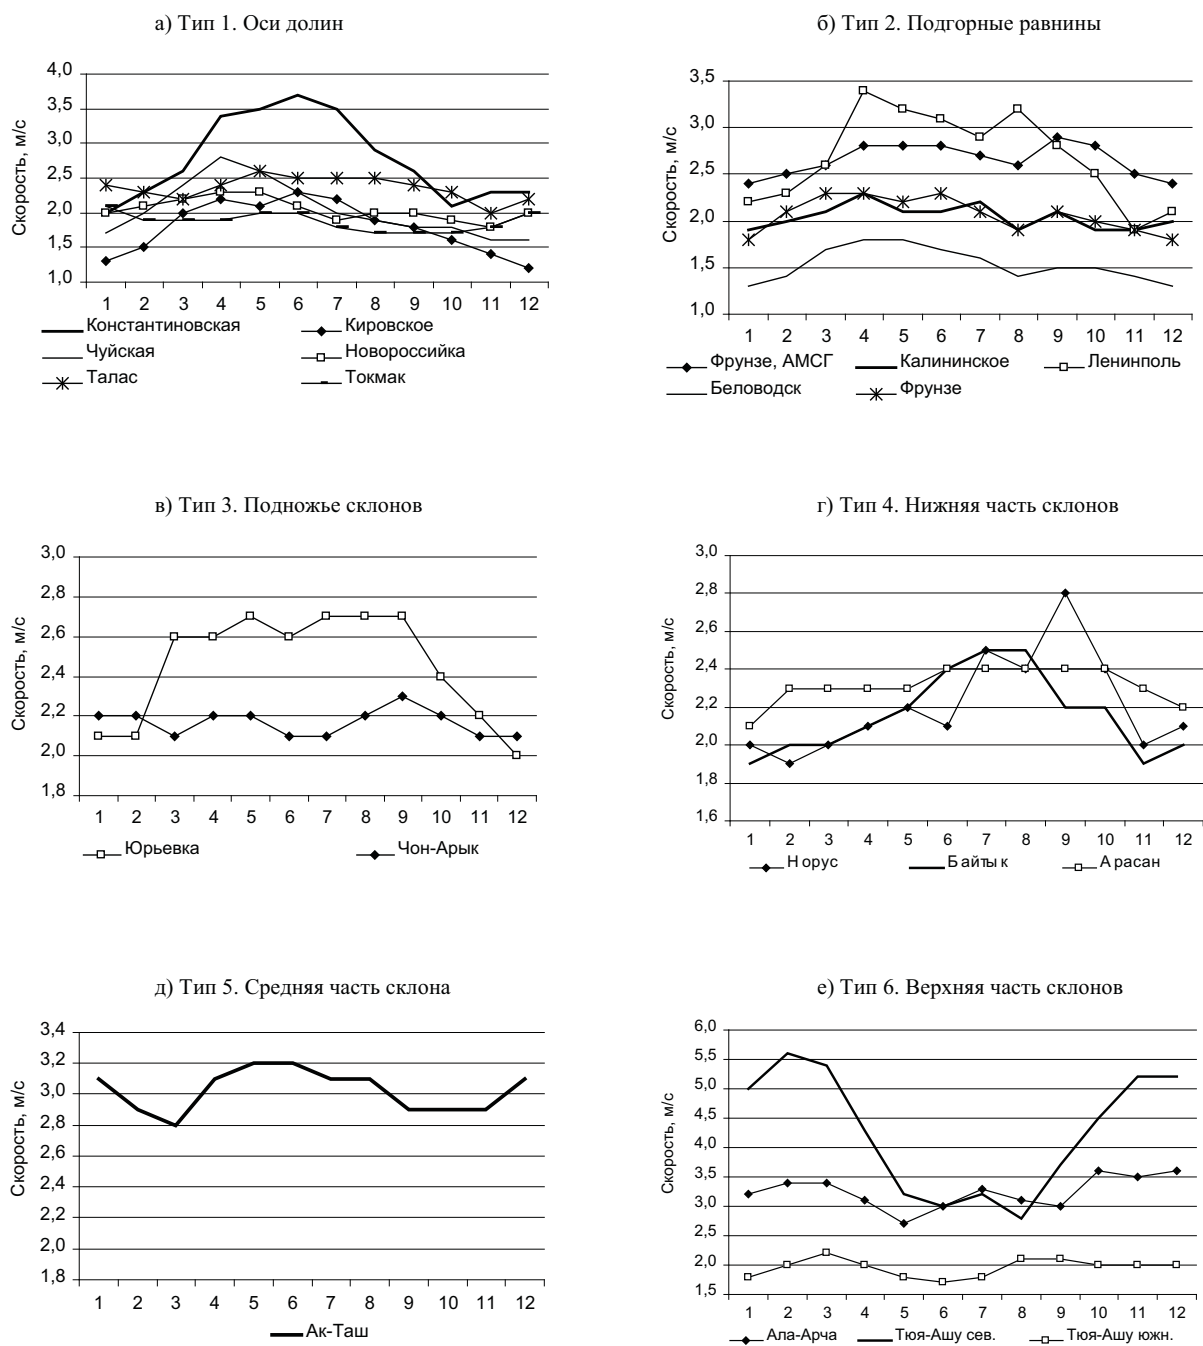 а) Тип 1. Оси долин
Скорость, м/с
4,0
3,5
3,0
2,5
2,0
1,5
1,0
1 2 3 4 5 6 7 8 9 10 11 12
Константиновская Кировское
Чуйская Новороссийка
Талас Токмак
б) Тип 2. Подгорные равнины
Скорость, м/с
3,5
3,0
2,5
2,0
1,5
1,0
1 2 3 4 5 6 7 8 9 10 11 12
Фрунзе, АМСГ Калининское Ленинполь
Беловодск Фрунзе
в) Тип 3. Подножье склонов
Скорость, м/с
3,0
2,8
2,6
2,4
2,2
2,0
1,8
1 2 3 4 5 6 7 8 9 10 11 12
Юрьевка Чон-Арык
г) Тип 4. Нижняя часть склонов
Скорость, м/с
3,0
2,8
2,6
2,4
2,2
2,0
1,8
1,6
1 2 3 4 5 6 7 8 9 10 11 12
Норус Байтык Арасан
д) Тип 5. Средняя часть склона
Скорость, м/с
3,4
3,2
3,0
2,8
2,6
2,4
2,2
2,0
1,8
1 2 3 4 5 6 7 8 9 10 11 12
Ак-Таш
е) Тип 6. Верхняя часть склонов
Скорость, м/с
6,0
5,5
5,0
4,5
4,0
3,5
3,0
2,5
2,0
1,5
1 2 3 4 5 6 7 8 9 10 11 12
Ала-Арча Тюя-Ашу сев. Тюя-Ашу южн.